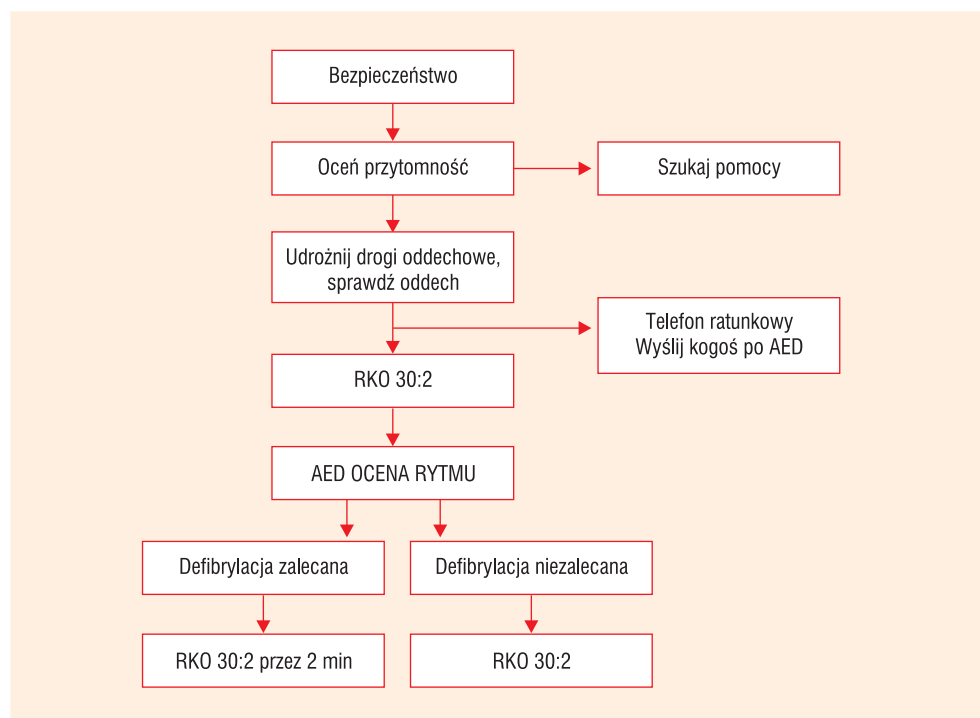 Bezpieczeństwo
Oceń przytomność
Szukaj pomocy
Udrożnij drogi oddechowe,
sprawdź oddech
Telefon ratunkowy
Wyślij kogoś po AED
RKO 30:2
AED OCENA RYTMU
Defibrylacja zalecana
Defibrylacja niezalecana
RKO 30:2 przez 2 min
RKO 30:2